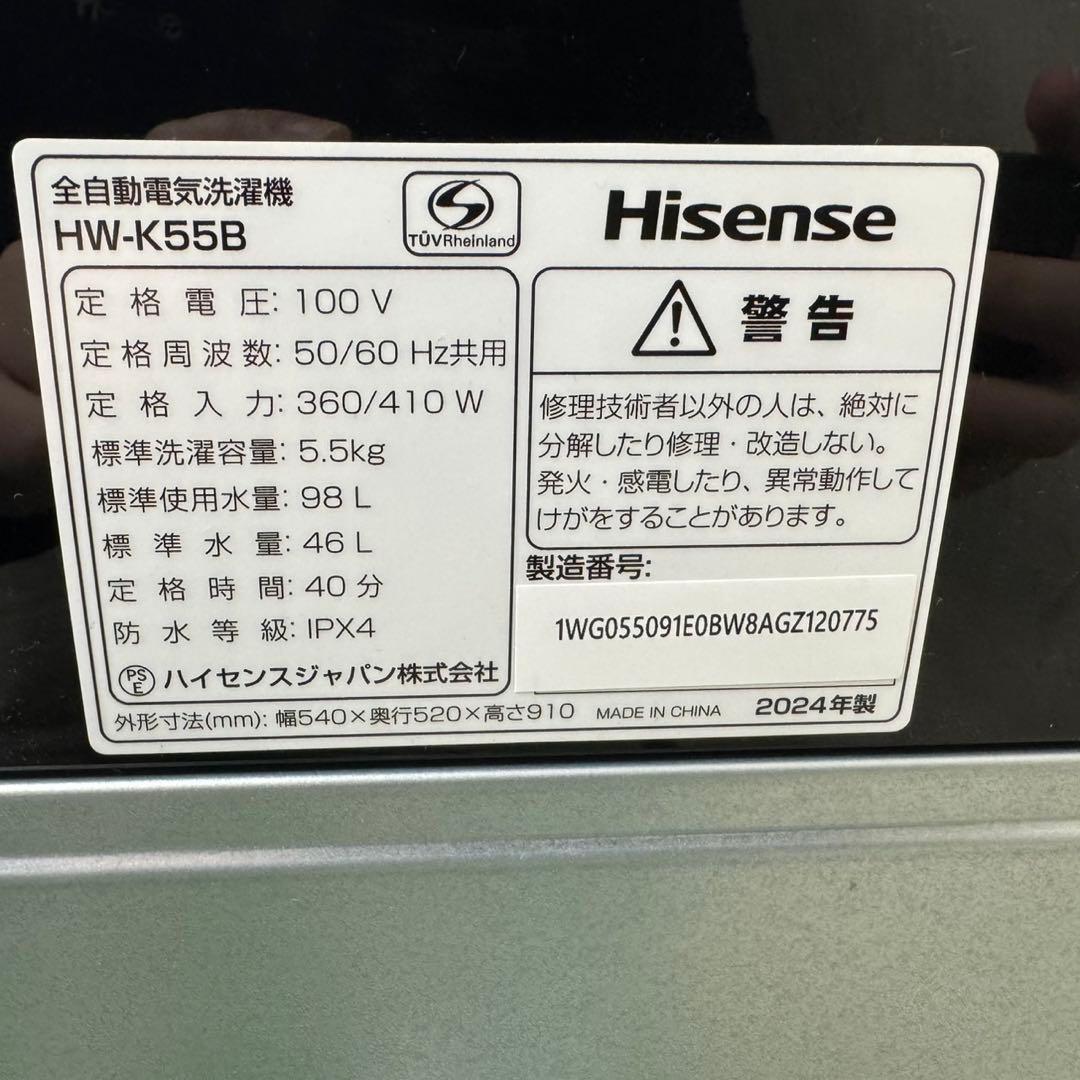 全自動電気洗濯機
HW-K55B
TÜVRheinland
Hisense
定格電圧: 100 V
定格周波数: 50/60 Hz共用
定格入力: 360/410 W
標準洗濯容量: 5.5kg
標準使用水量: 98 L
標準水量: 46 L
定格時間: 40 分
防水等級: IPX4
PSE ハイセンスジャパン株式会社
警告
修理技術者以外の人は、絶対に
分解したり修理・改造しない。
発火・感電したり、異常動作して
けがをすることがあります。
製造番号:
1WG055091E0BW8AGZ120775
外形寸法(mm): 幅540×奥行520×高さ910 MADE IN CHINA 2024年製